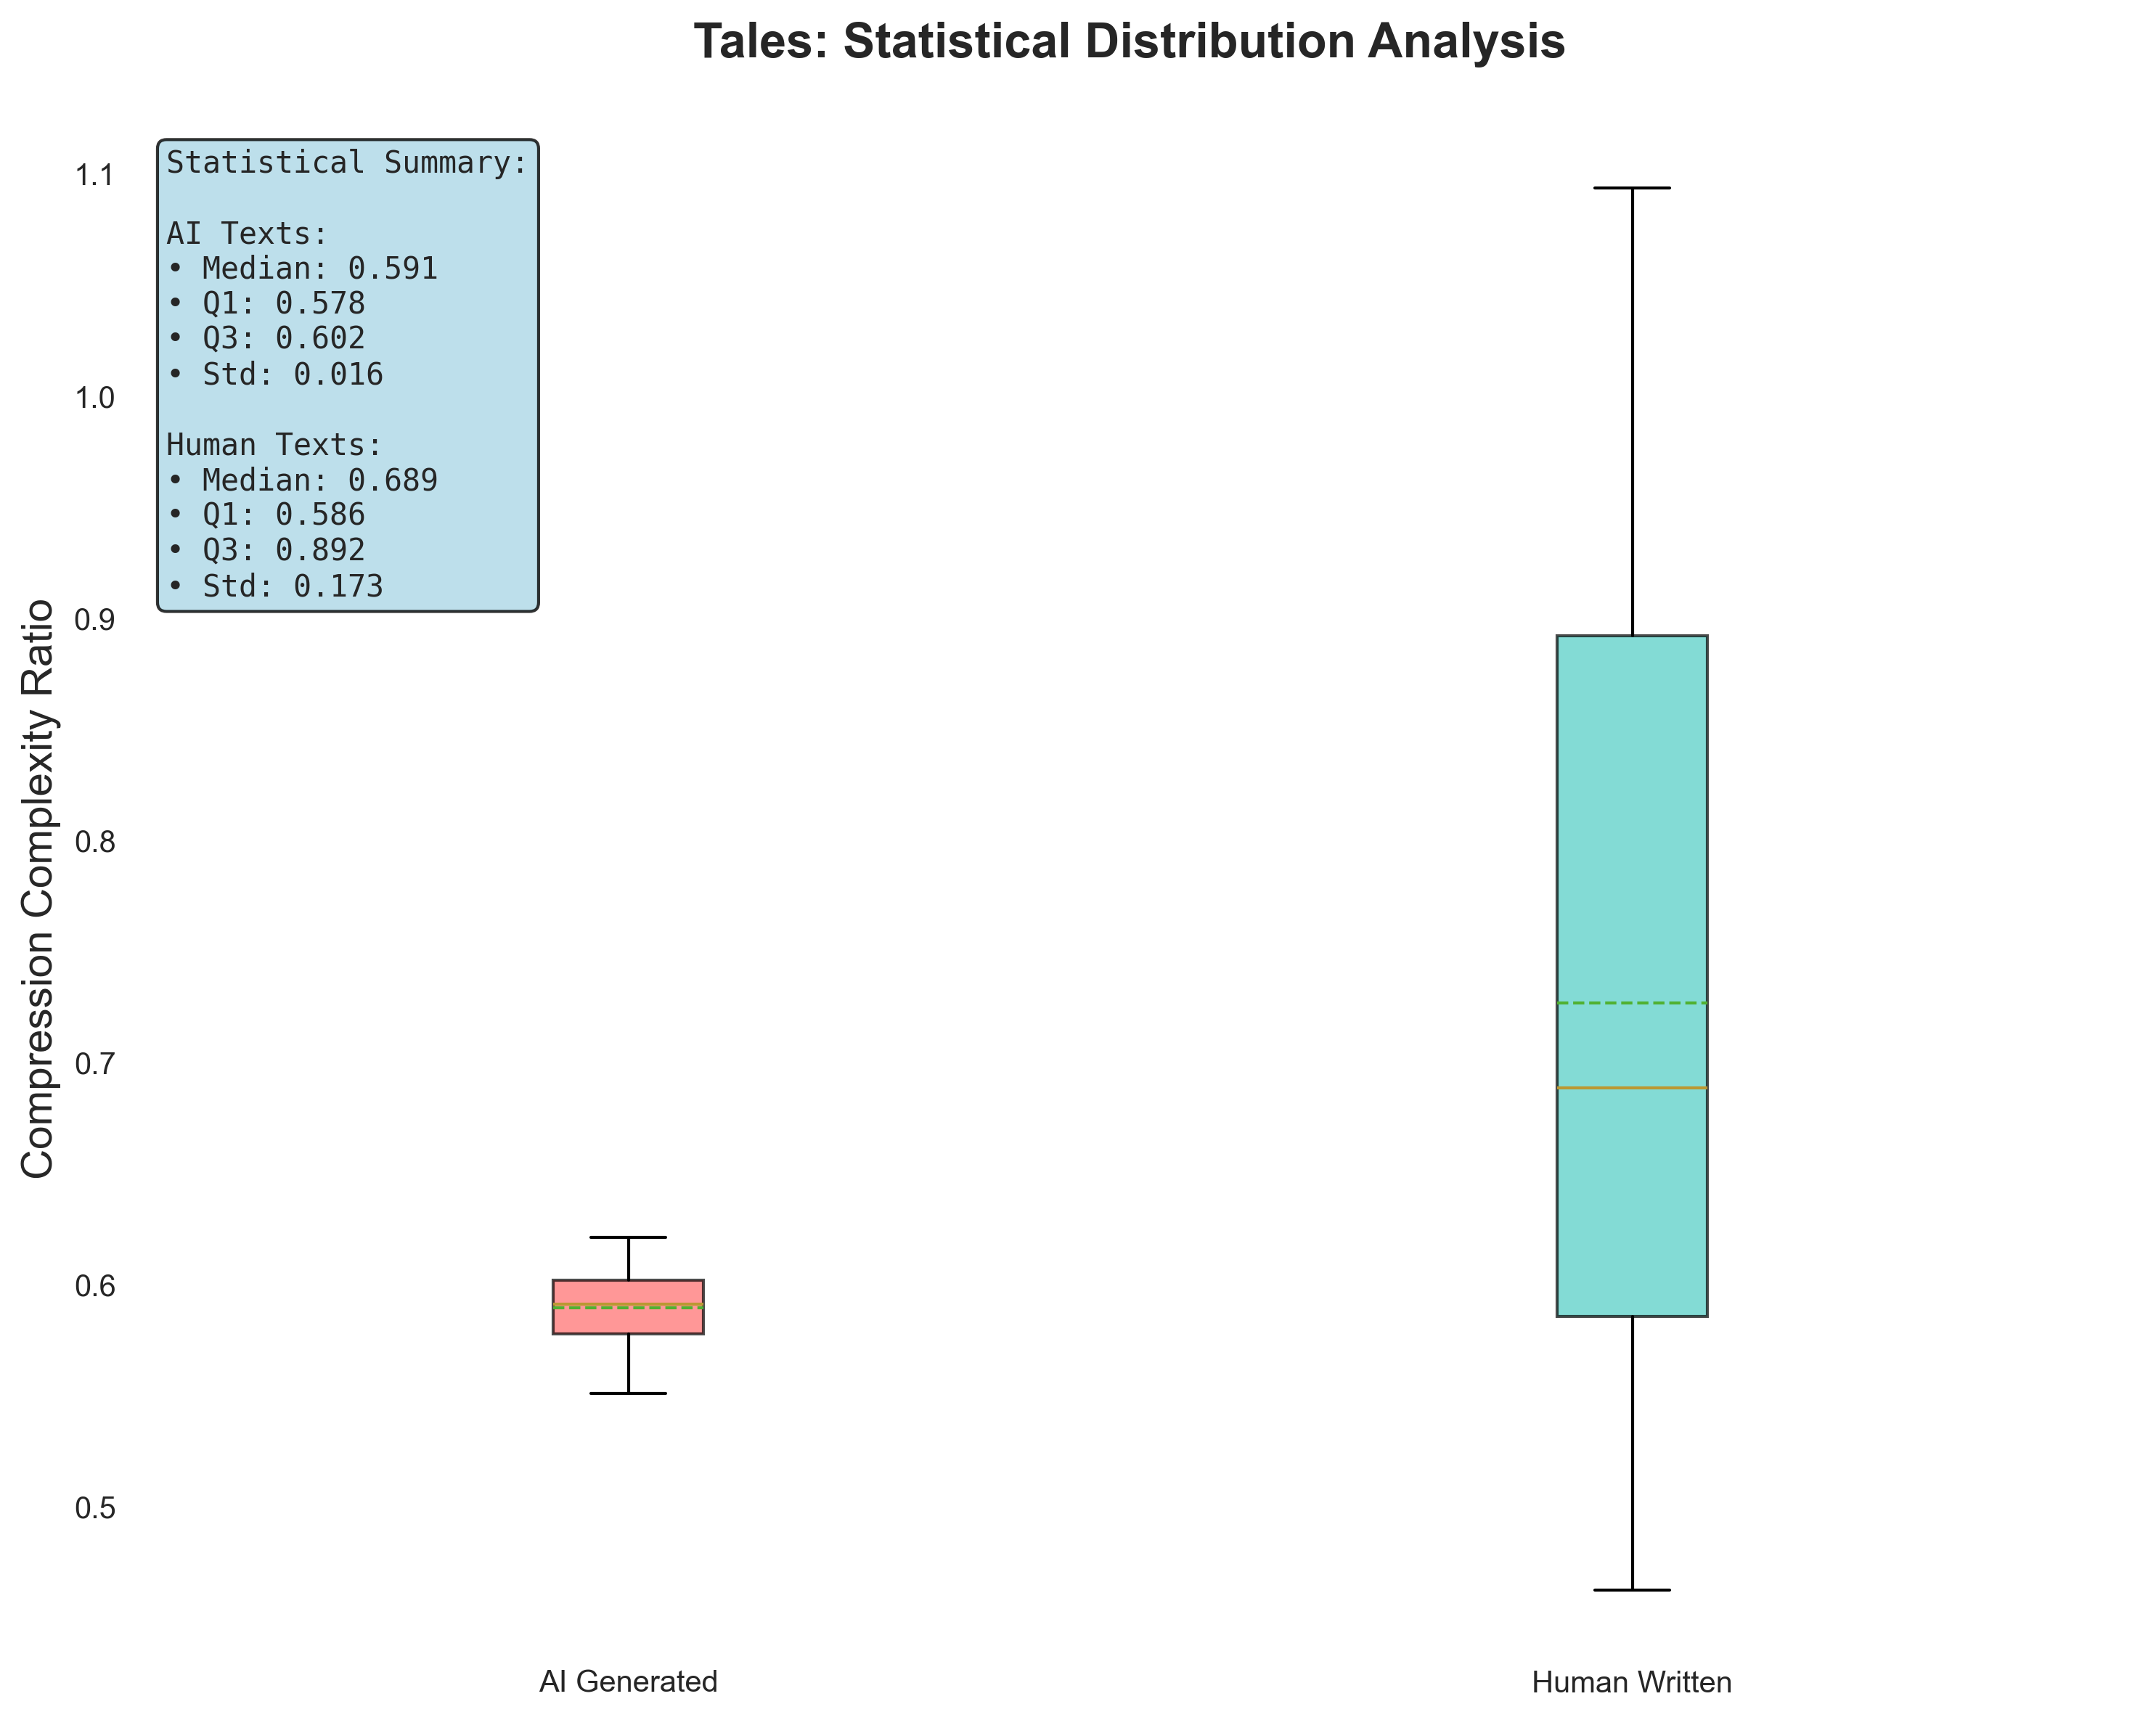 Tales: Statistical Distribution Analysis
Statistical Summary:
AI Texts:
• Median: 0.591
• Q1: 0.578
• Q3: 0.602
• Std: 0.016
Human Texts:
• Median: 0.689
• Q1: 0.586
• Q3: 0.892
• Std: 0.173
Compression Complexity Ratio
1.1
1.0
0.9
0.8
0.7
0.6
0.5
AI Generated
Human Written